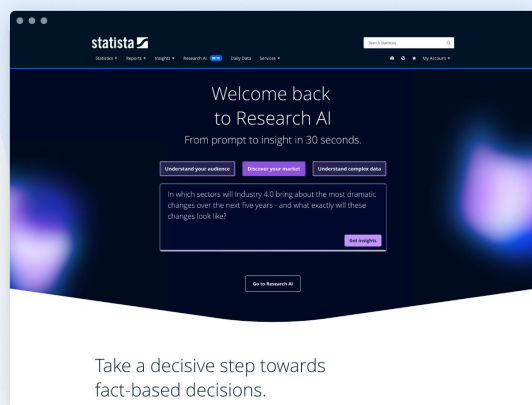 statista
Search Statistics
Statistics Reports Insights Research AI BETA Daily Data Services My Account
Welcome back
to Research AI
From prompt to insight in 30 seconds.
Understand your audience Discover your market Understand complex data
In which sectors will Industry 4.0 bring about the most dramatic
changes over the next five years - and what exactly will these
changes look like?
Get insights
Go to Research AI
Take a decisive step towards
fact-based decisions.